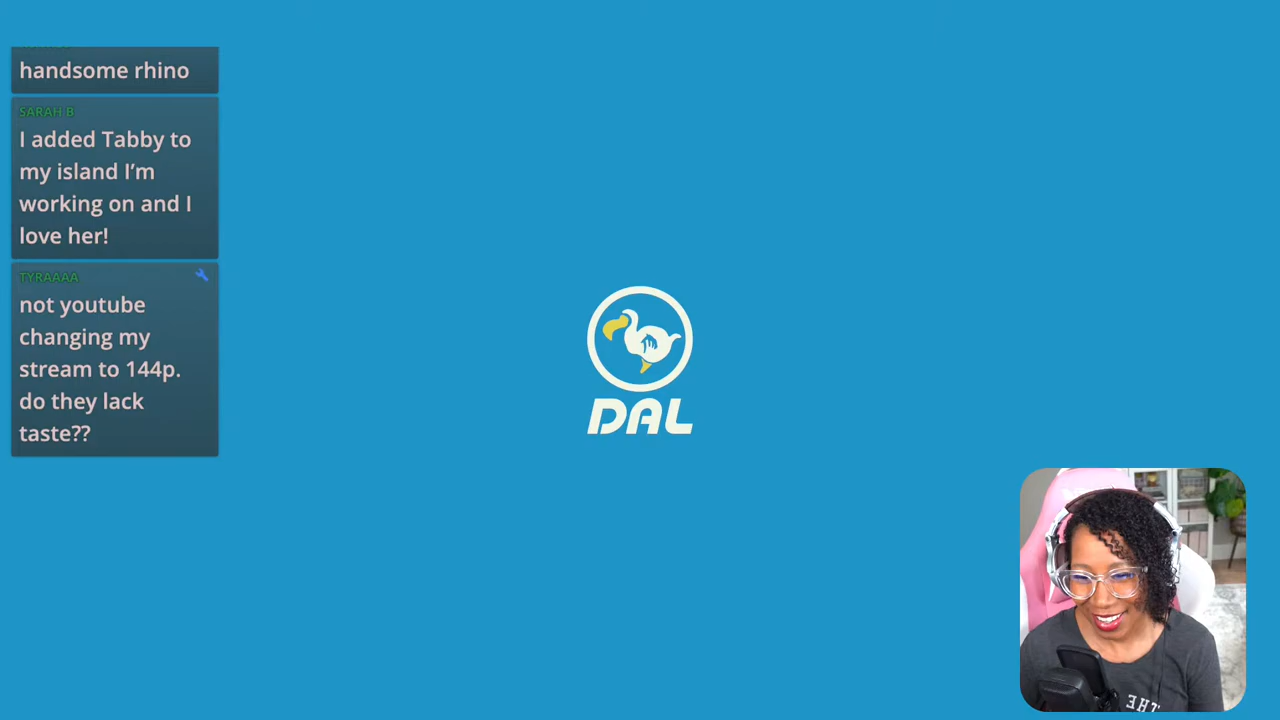 handsome rhino
SARAH B
I added Tabby to
my island I’m
working on and I
love her!
TYRAAAA
not youtube
changing my
stream to 144p.
do they lack
taste??
DAL
THE